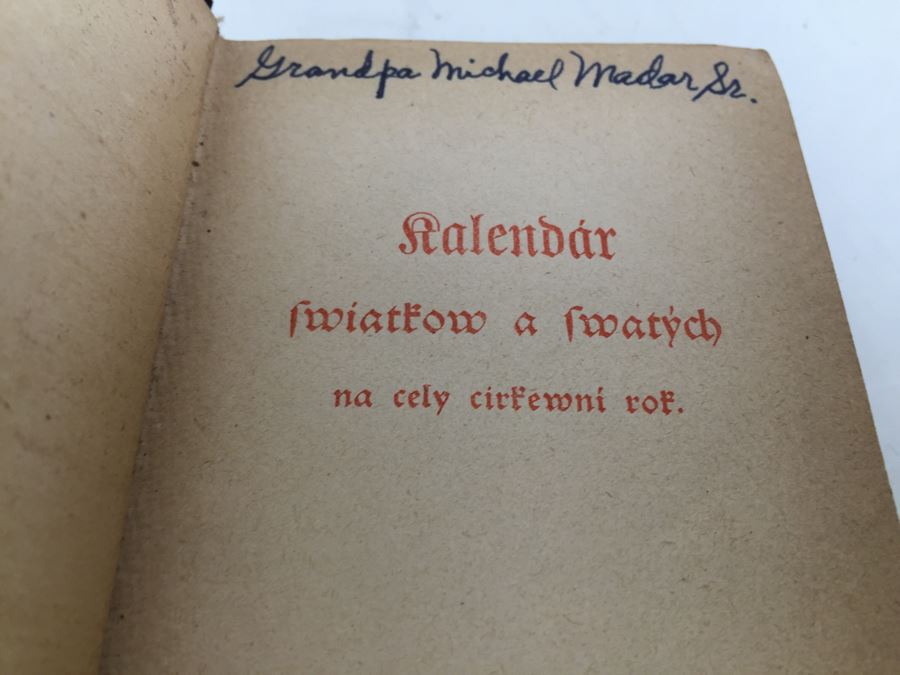 Grandpa Michael Madar, Sr.
Kalendár
ſwiatkow a ſwatých
na cely cirkewni rok.